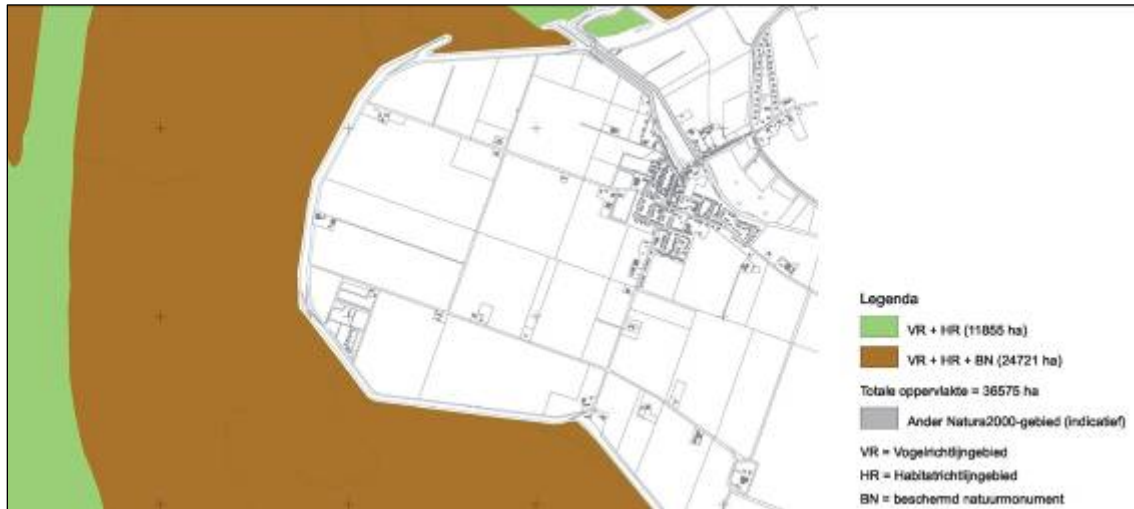 Legenda
VR + HR (11855 ha)
VR + HR + BN (24721 ha)
Totale oppervlakte = 36575 ha
Ander Natura2000-gebied (indicatief)
VR = Vogelrichtlijngebied
HR = Habitatrichtlijngebied
BN = beschermd natuurmonument